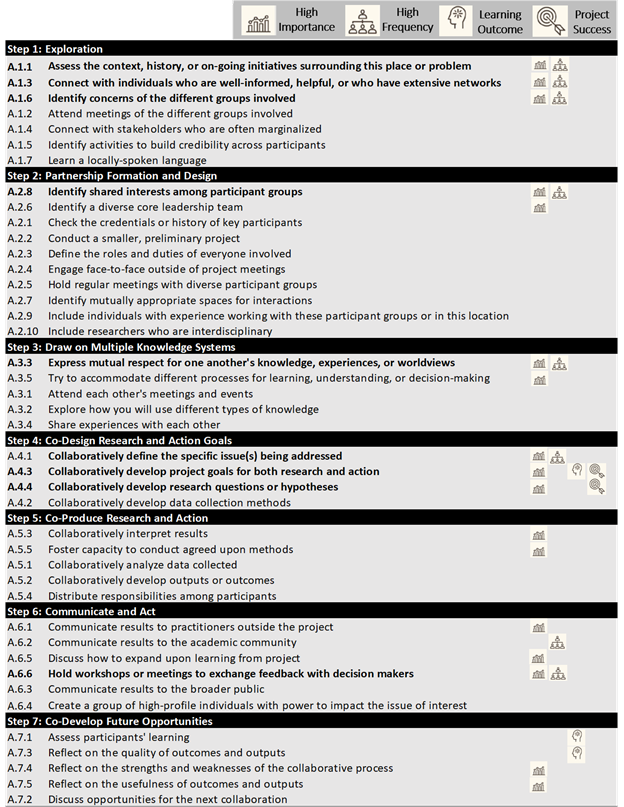 High Importance
High Frequency
Learning Outcome
Project Success
Step 1: Exploration
A.1.1 Assess the context, history, or on-going initiatives surrounding this place or problem
A.1.3 Connect with individuals who are well-informed, helpful, or who have extensive networks
A.1.6 Identify concerns of the different groups involved
A.1.2 Attend meetings of the different groups involved
A.1.4 Connect with stakeholders who are often marginalized
A.1.5 Identify activities to build credibility across participants
A.1.7 Learn a locally-spoken language
Step 2: Partnership Formation and Design
A.2.8 Identify shared interests among participant groups
A.2.6 Identify a diverse core leadership team
A.2.1 Check the credentials or history of key participants
A.2.2 Conduct a smaller, preliminary project
A.2.3 Define the roles and duties of everyone involved
A.2.4 Engage face-to-face outside of project meetings
A.2.5 Hold regular meetings with diverse participant groups
A.2.7 Identify mutually appropriate spaces for interactions
A.2.9 Include individuals with experience working with these participant groups or in this location
A.2.10 Include researchers who are interdisciplinary
Step 3: Draw on Multiple Knowledge Systems
A.3.3 Express mutual respect for one another's knowledge, experiences, or worldviews
A.3.5 Try to accommodate different processes for learning, understanding, or decision-making
A.3.1 Attend each other's meetings and events
A.3.2 Explore how you will use different types of knowledge
A.3.4 Share experiences with each other
Step 4: Co-Design Research and Action Goals
A.4.1 Collaboratively define the specific issue(s) being addressed
A.4.3 Collaboratively develop project goals for both research and action
A.4.4 Collaboratively develop research questions or hypotheses
A.4.2 Collaboratively develop data collection methods
Step 5: Co-Produce Research and Action
A.5.3 Collaboratively interpret results
A.5.5 Foster capacity to conduct agreed upon methods
A.5.1 Collaboratively analyze data collected
A.5.2 Collaboratively develop outputs or outcomes
A.5.4 Distribute responsibilities among participants
Step 6: Communicate and Act
A.6.1 Communicate results to practitioners outside the project
A.6.2 Communicate results to the academic community
A.6.5 Discuss how to expand upon learning from project
A.6.6 Hold workshops or meetings to exchange feedback with decision makers
A.6.3 Communicate results to the broader public
A.6.4 Create a group of high-profile individuals with power to impact the issue of interest
Step 7: Co-Develop Future Opportunities
A.7.1 Assess participants' learning
A.7.3 Reflect on the quality of outcomes and outputs
A.7.4 Reflect on the strengths and weaknesses of the collaborative process
A.7.5 Reflect on the usefulness of outcomes and outputs
A.7.2 Discuss opportunities for the next collaboration